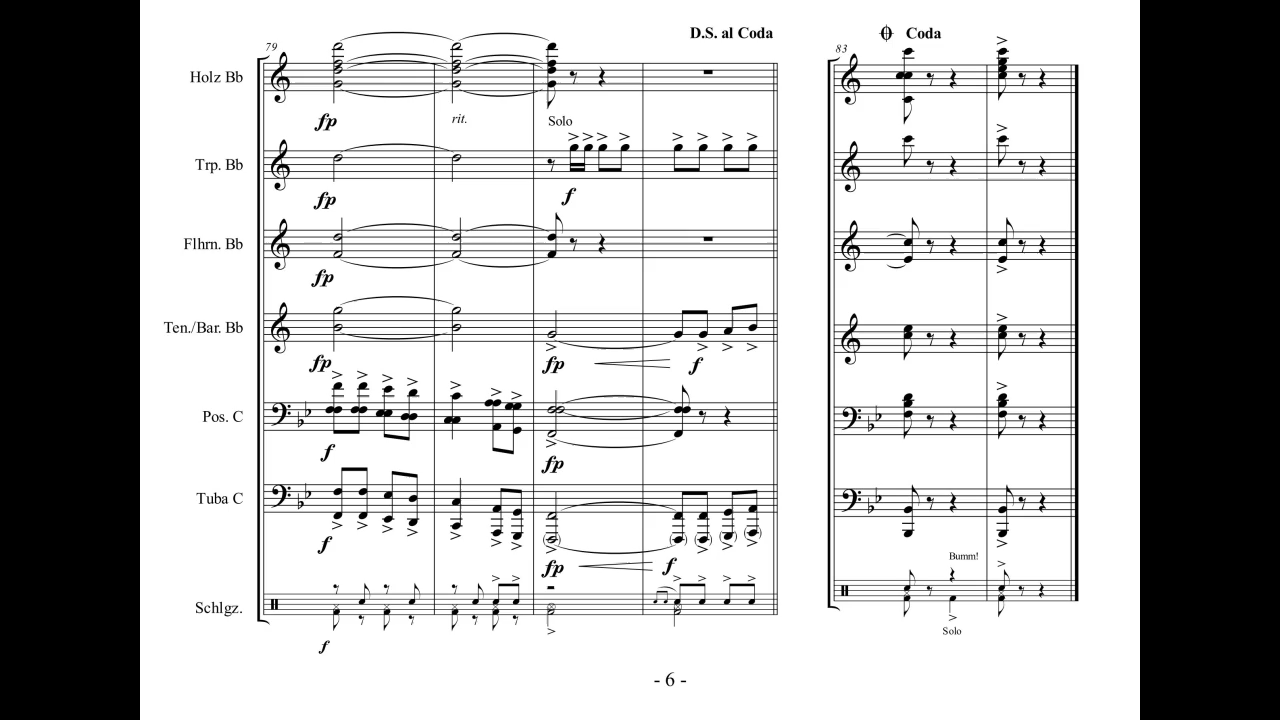 D.S. al Coda
Coda
79
83
Holz Bb
fp
rit.
Solo
Trp. Bb
fp
f
Flhrn. Bb
fp
Ten./Bar. Bb
fp
fp
f
Pos. C
f
fp
Tuba C
f
fp
f
Bumm!
Schlgz.
f
Solo
- 6 -